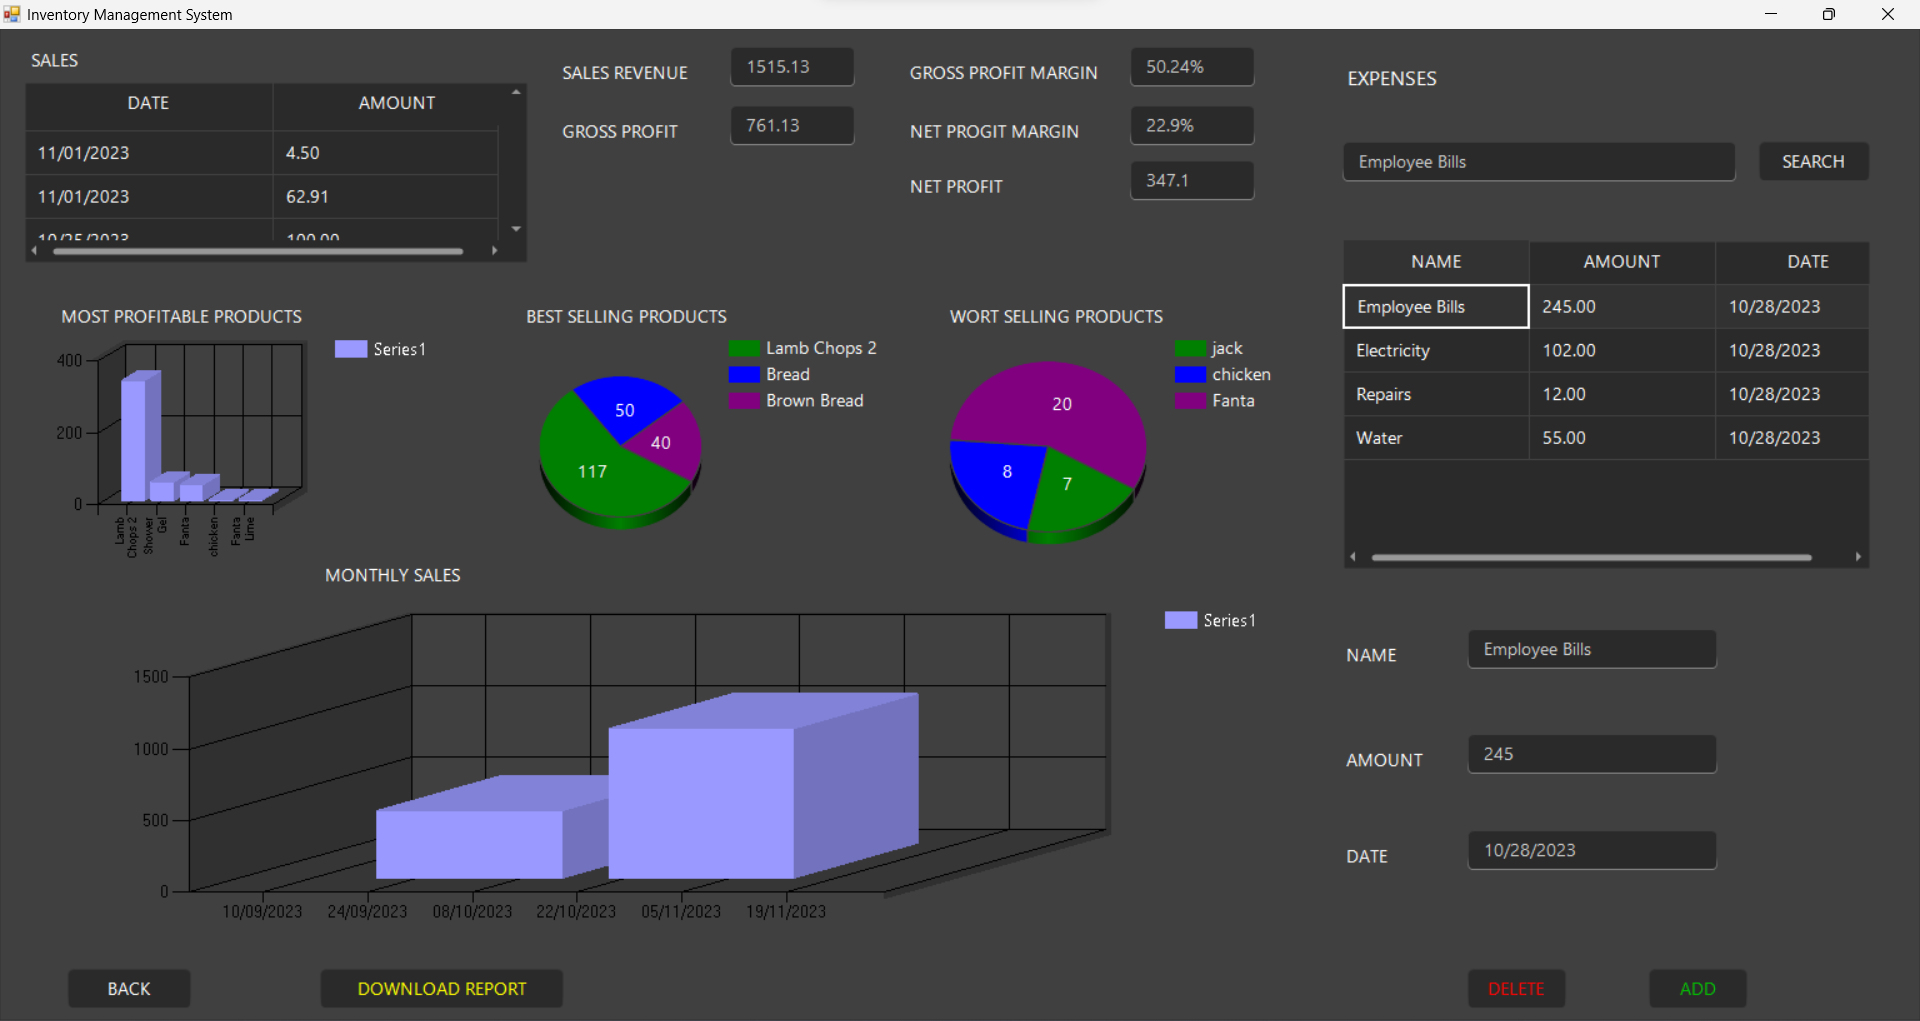 Inventory Management System
SALES
DATE AMOUNT
11/01/2023 4.50
11/01/2023 62.91
10/25/2023 100.00
SALES REVENUE 1515.13
GROSS PROFIT 761.13
GROSS PROFIT MARGIN 50.24%
NET PROGIT MARGIN 22.9%
NET PROFIT 347.1
EXPENSES
Employee Bills SEARCH
NAME AMOUNT DATE
Employee Bills 245.00 10/28/2023
Electricity 102.00 10/28/2023
Repairs 12.00 10/28/2023
Water 55.00 10/28/2023
MOST PROFITABLE PRODUCTS
Series1
400
200
0
Lamb Chops 2
Shower Gel
Fanta
chicken
Fanta Lime
BEST SELLING PRODUCTS
Lamb Chops 2
Bread
Brown Bread
50
40
117
WORT SELLING PRODUCTS
jack
chicken
Fanta
20
8
7
MONTHLY SALES
Series1
1500
1000
500
0
10/09/2023 24/09/2023 08/10/2023 22/10/2023 05/11/2023 19/11/2023
NAME Employee Bills
AMOUNT 245
DATE 10/28/2023
BACK DOWNLOAD REPORT DELETE ADD